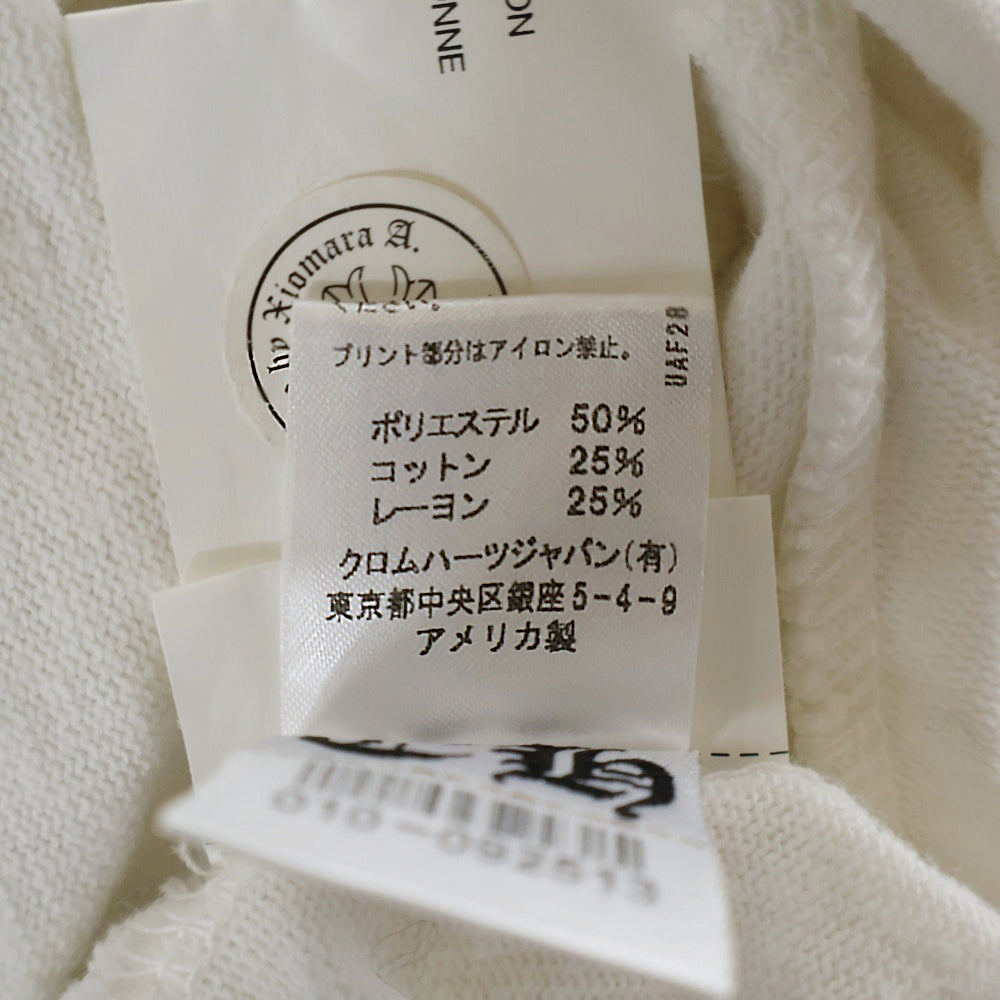 by Xiomara A.
プリント部分はアイロン禁止。
UAF28
ポリエステル 50%
コットン 25%
レーヨン 25%
クロムハーツジャパン(有)
東京都中央区銀座5-4-9
アメリカ製
010-092513